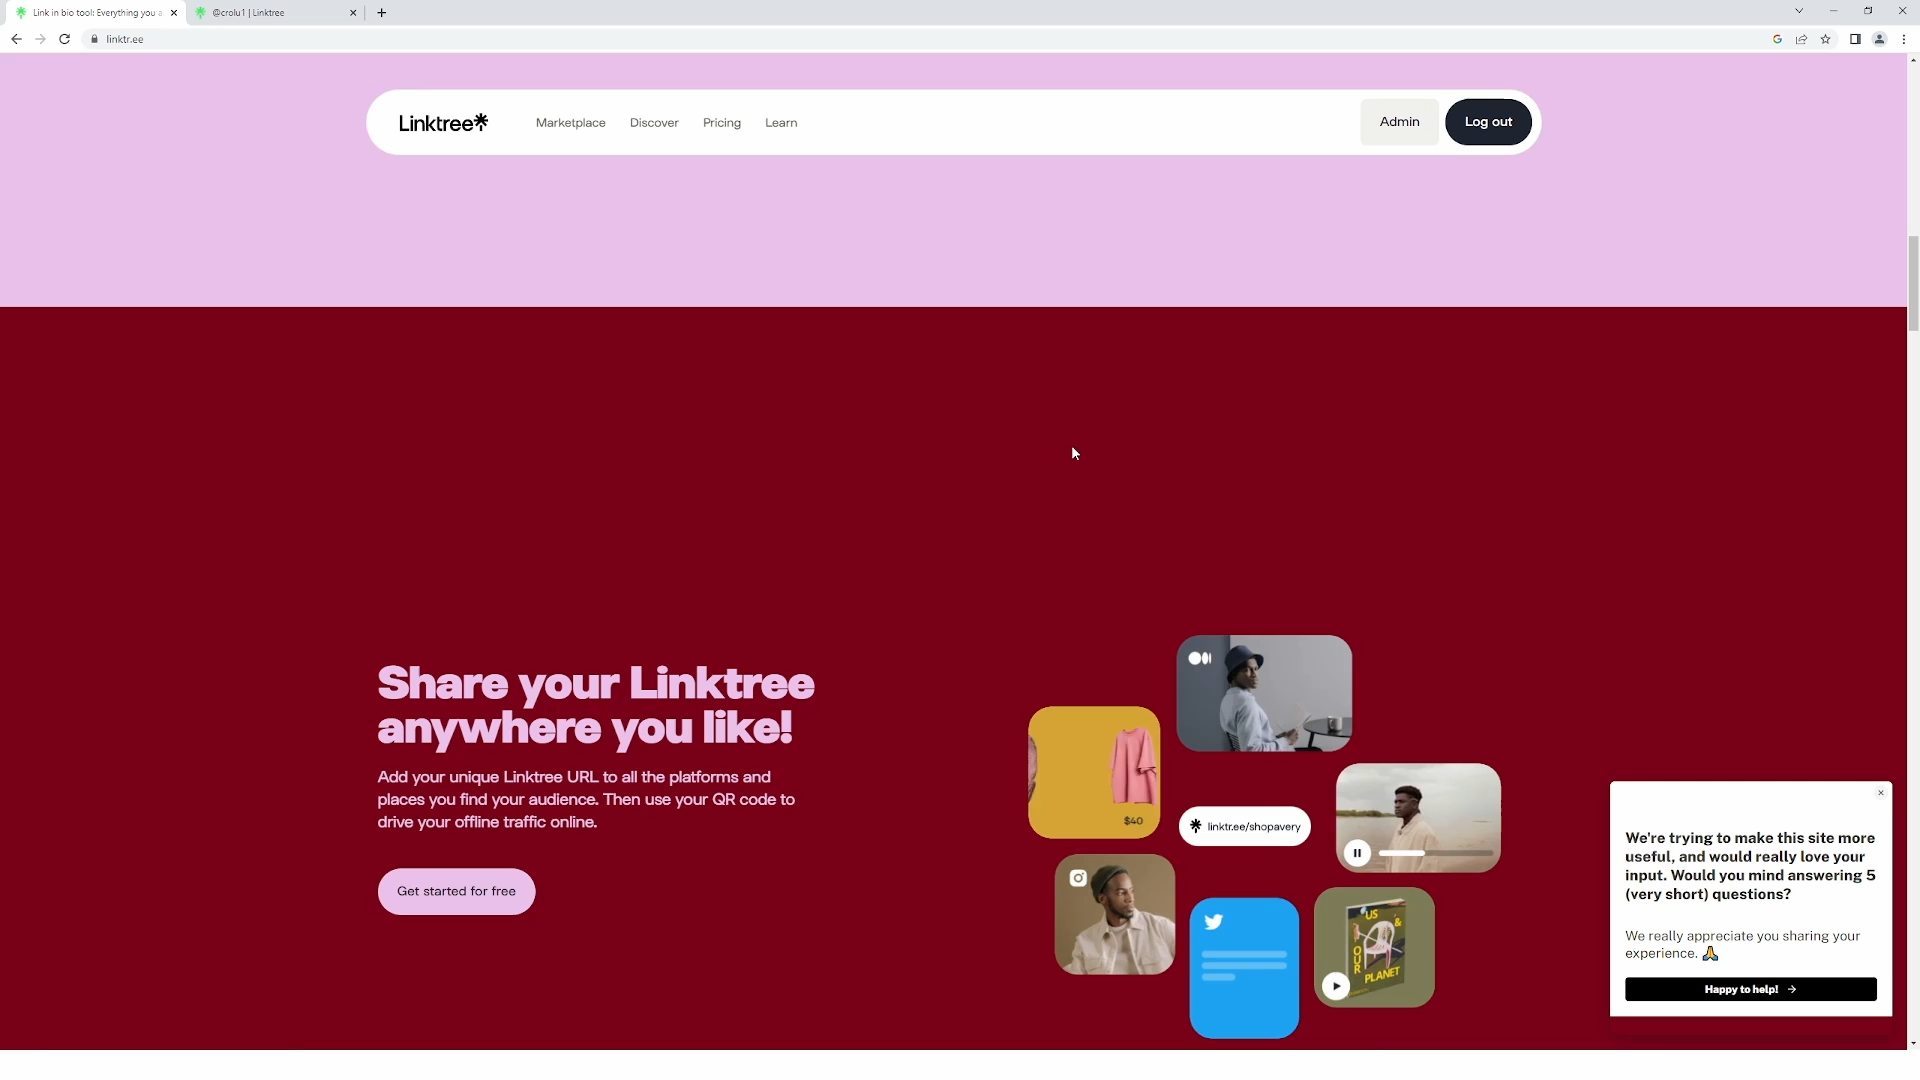 Link in bio tool: Everything you a
@crolu1 | Linktree
linktr.ee
Linktree
Marketplace
Discover
Pricing
Learn
Admin
Log out
Share your Linktree
anywhere you like!
Add your unique Linktree URL to all the platforms and
places you find your audience. Then use your QR code to
drive your offline traffic online.
Get started for free
$40
linktr.ee/shopavery
US
&
OUR
PLANET
We're trying to make this site more
useful, and would really love your
input. Would you mind answering 5
(very short) questions?
We really appreciate you sharing your
experience. 🙏
Happy to help! →